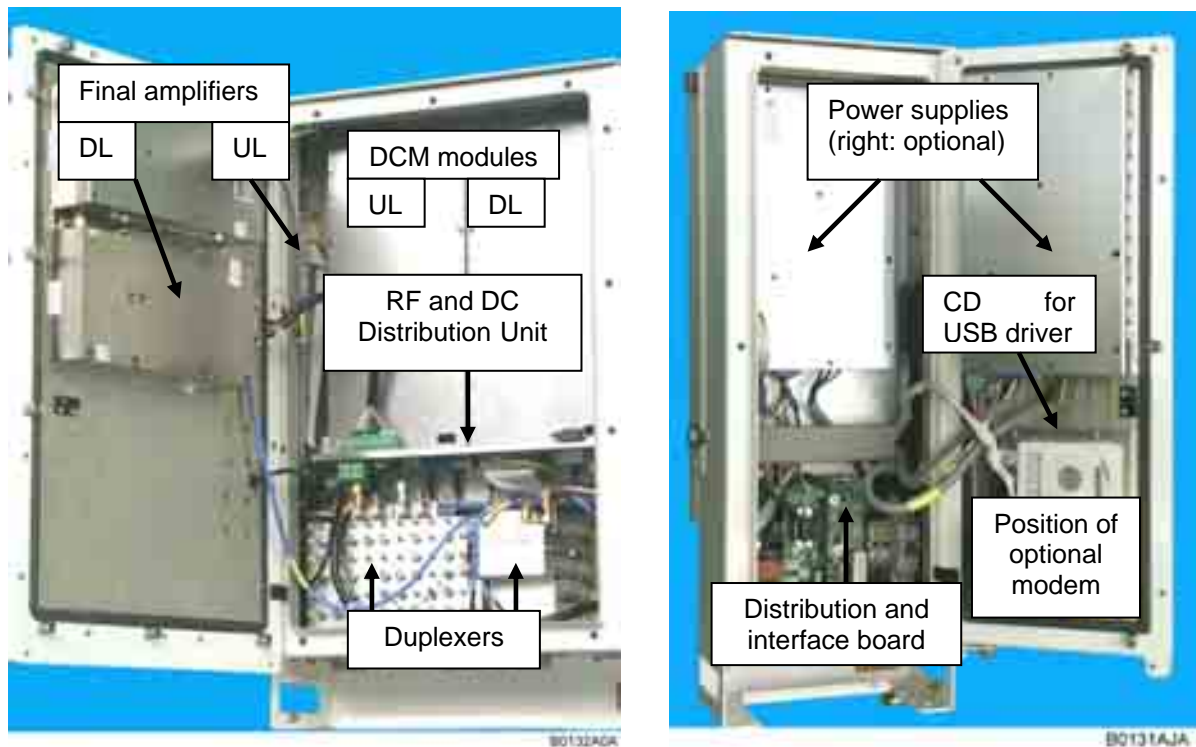 Final amplifiers
DL
UL
DCM modules
UL
DL
RF and DC
Distribution Unit
Duplexers
B0132A0A
Power supplies
(right: optional)
CD for
USB driver
Position of
optional
modem
Distribution and
interface board
B0131AJA